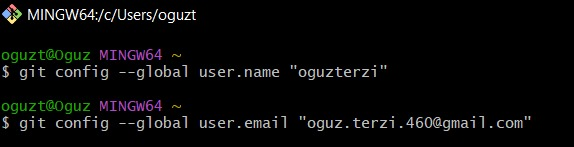 MINGW64:/c/Users/oguzt
oguzt@Oguz MINGW64 ~
$ git config --global user.name "oguzterzi"
oguzt@Oguz MINGW64 ~
$ git config --global user.email "oguz.terzi.460@gmail.com"